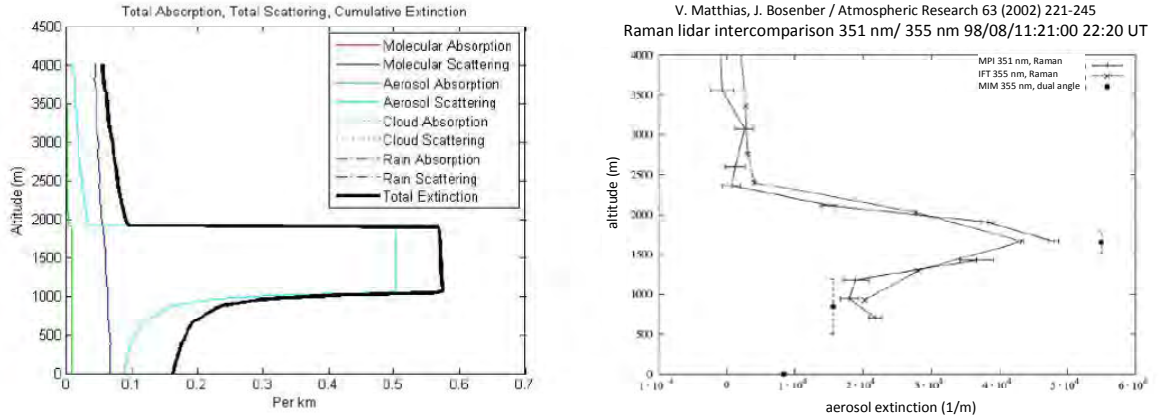 Total Absorption, Total Scattering, Cumulative Extinction
4500
4000
3500
3000
2500
2000
1500
1000
500
0
Altitude (m)
0
0.1
0.2
0.3
0.4
0.5
0.6
0.7
Per km
Molecular Absorption
Molecular Scattering
Aerosol Absorption
Aerosol Scattering
Cloud Absorption
Cloud Scattering
Rain Absorption
Rain Scattering
Total Extinction
V. Matthias, J. Bosenber / Atmospheric Research 63 (2002) 221-245
Raman lidar intercomparison 351 nm/ 355 nm 98/08/11:21:00 22:20 UT
MPI 351 nm, Raman
IFT 355 nm, Raman
MIM 355 nm, dual angle
4000
3500
3000
2500
2000
1500
1000
500
0
altitude (m)
0
aerosol extinction (1/m)